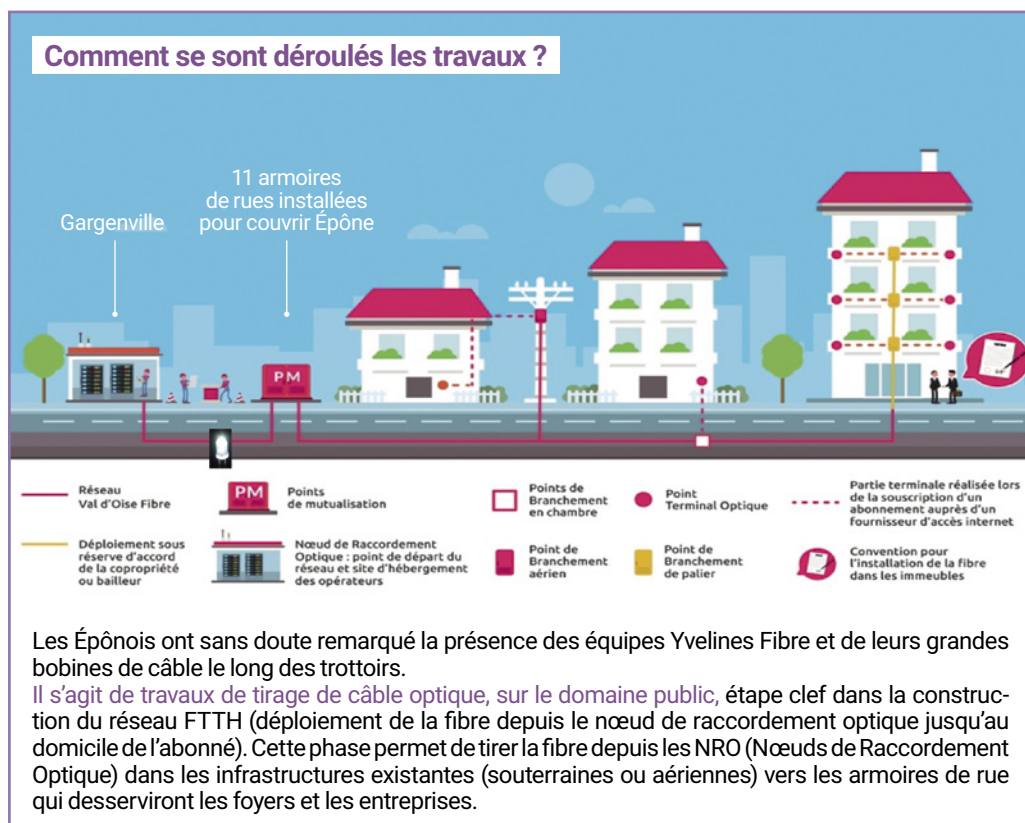 Comment se sont déroulés les travaux ?
Gargenville
11 armoires
de rues installées
pour couvrir Épône
PM
Réseau
Val d'Oise Fibre
PM
Points
de mutualisation
Points de
Branchement
en chambre
Point
Terminal Optique
Partie terminale réalisée lors
de la souscription d'un
abonnement auprès d'un
fournisseur d'accès internet
Déploiement sous
réserve d'accord
de la copropriété
ou bailleur
Nœud de Raccordement
Optique : point de départ du
réseau et site d'hébergement
des opérateurs
Point de
Branchement
aérien
Point de
Branchement
de palier
Convention pour
l'installation de la fibre
dans les immeubles
Les Épônois ont sans doute remarqué la présence des équipes Yvelines Fibre et de leurs grandes
bobines de câble le long des trottoirs.
Il s'agit de travaux de tirage de câble optique, sur le domaine public, étape clef dans la construc-
tion du réseau FTTH (déploiement de la fibre depuis le nœud de raccordement optique jusqu'au
domicile de l'abonné). Cette phase permet de tirer la fibre depuis les NRO (Nœuds de Raccordement
Optique) dans les infrastructures existantes (souterraines ou aériennes) vers les armoires de rue
qui desserviront les foyers et les entreprises.